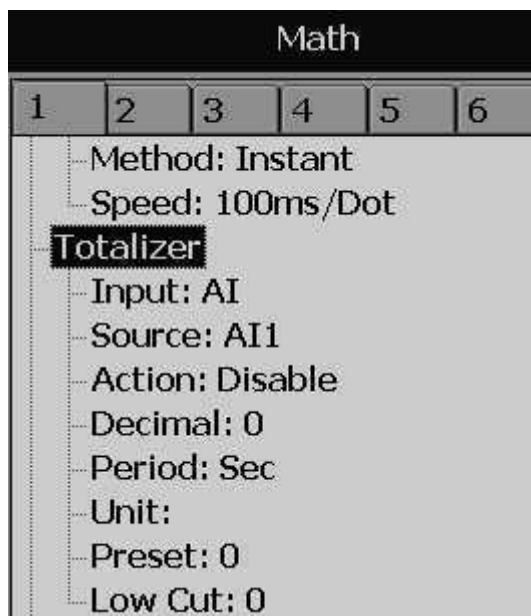 Math
1 2 3 4 5 6
Method: Instant
Speed: 100ms/Dot
Totalizer
Input: AI
Source: AI1
Action: Disable
Decimal: 0
Period: Sec
Unit:
Preset: 0
Low Cut: 0